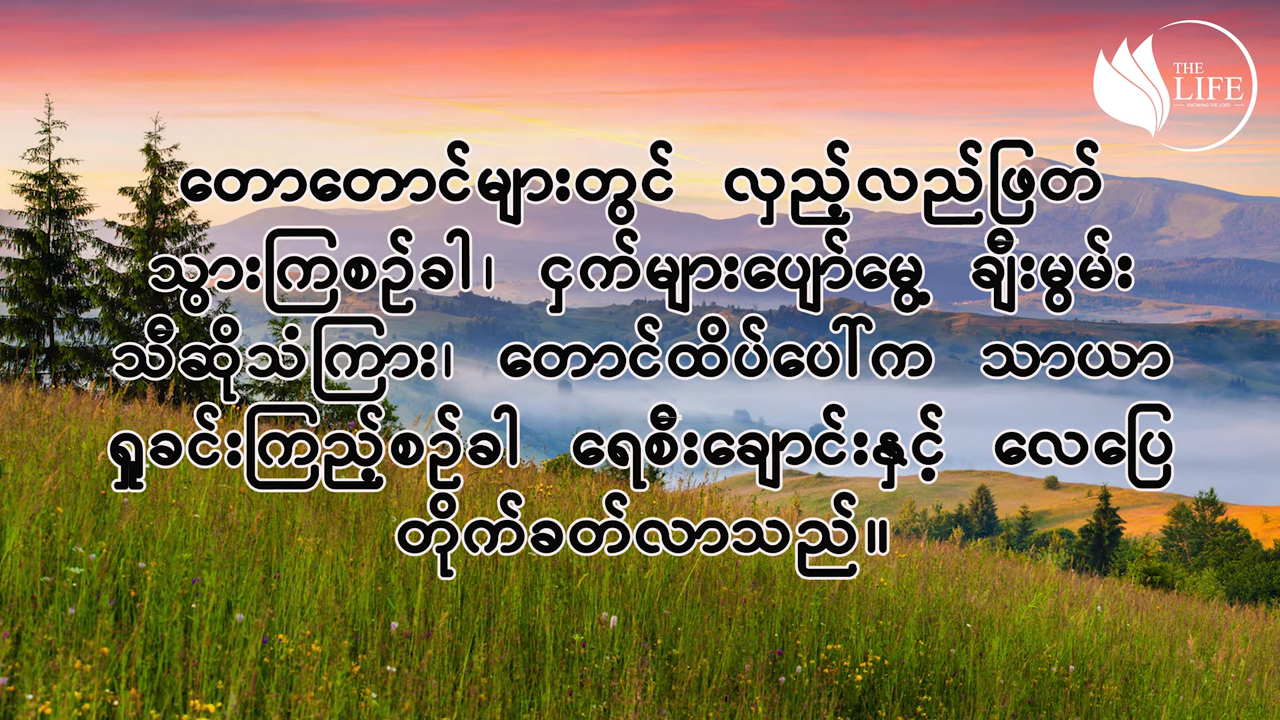 THE
LIFE
KNOWING THE LORD
တောတောင်များတွင် လှည့်လည်ဖြတ်
သွားကြစဉ်ခါ၊ ငှက်များပျော်မွေ့ ချီးမွမ်း
သီဆိုသံကြား၊ တောင်ထိပ်ပေါ်က သာယာ
ရှုခင်းကြည့်စဉ်ခါ ရေစီးချောင်းနှင့် လေပြေ
တိုက်ခတ်လာသည်။